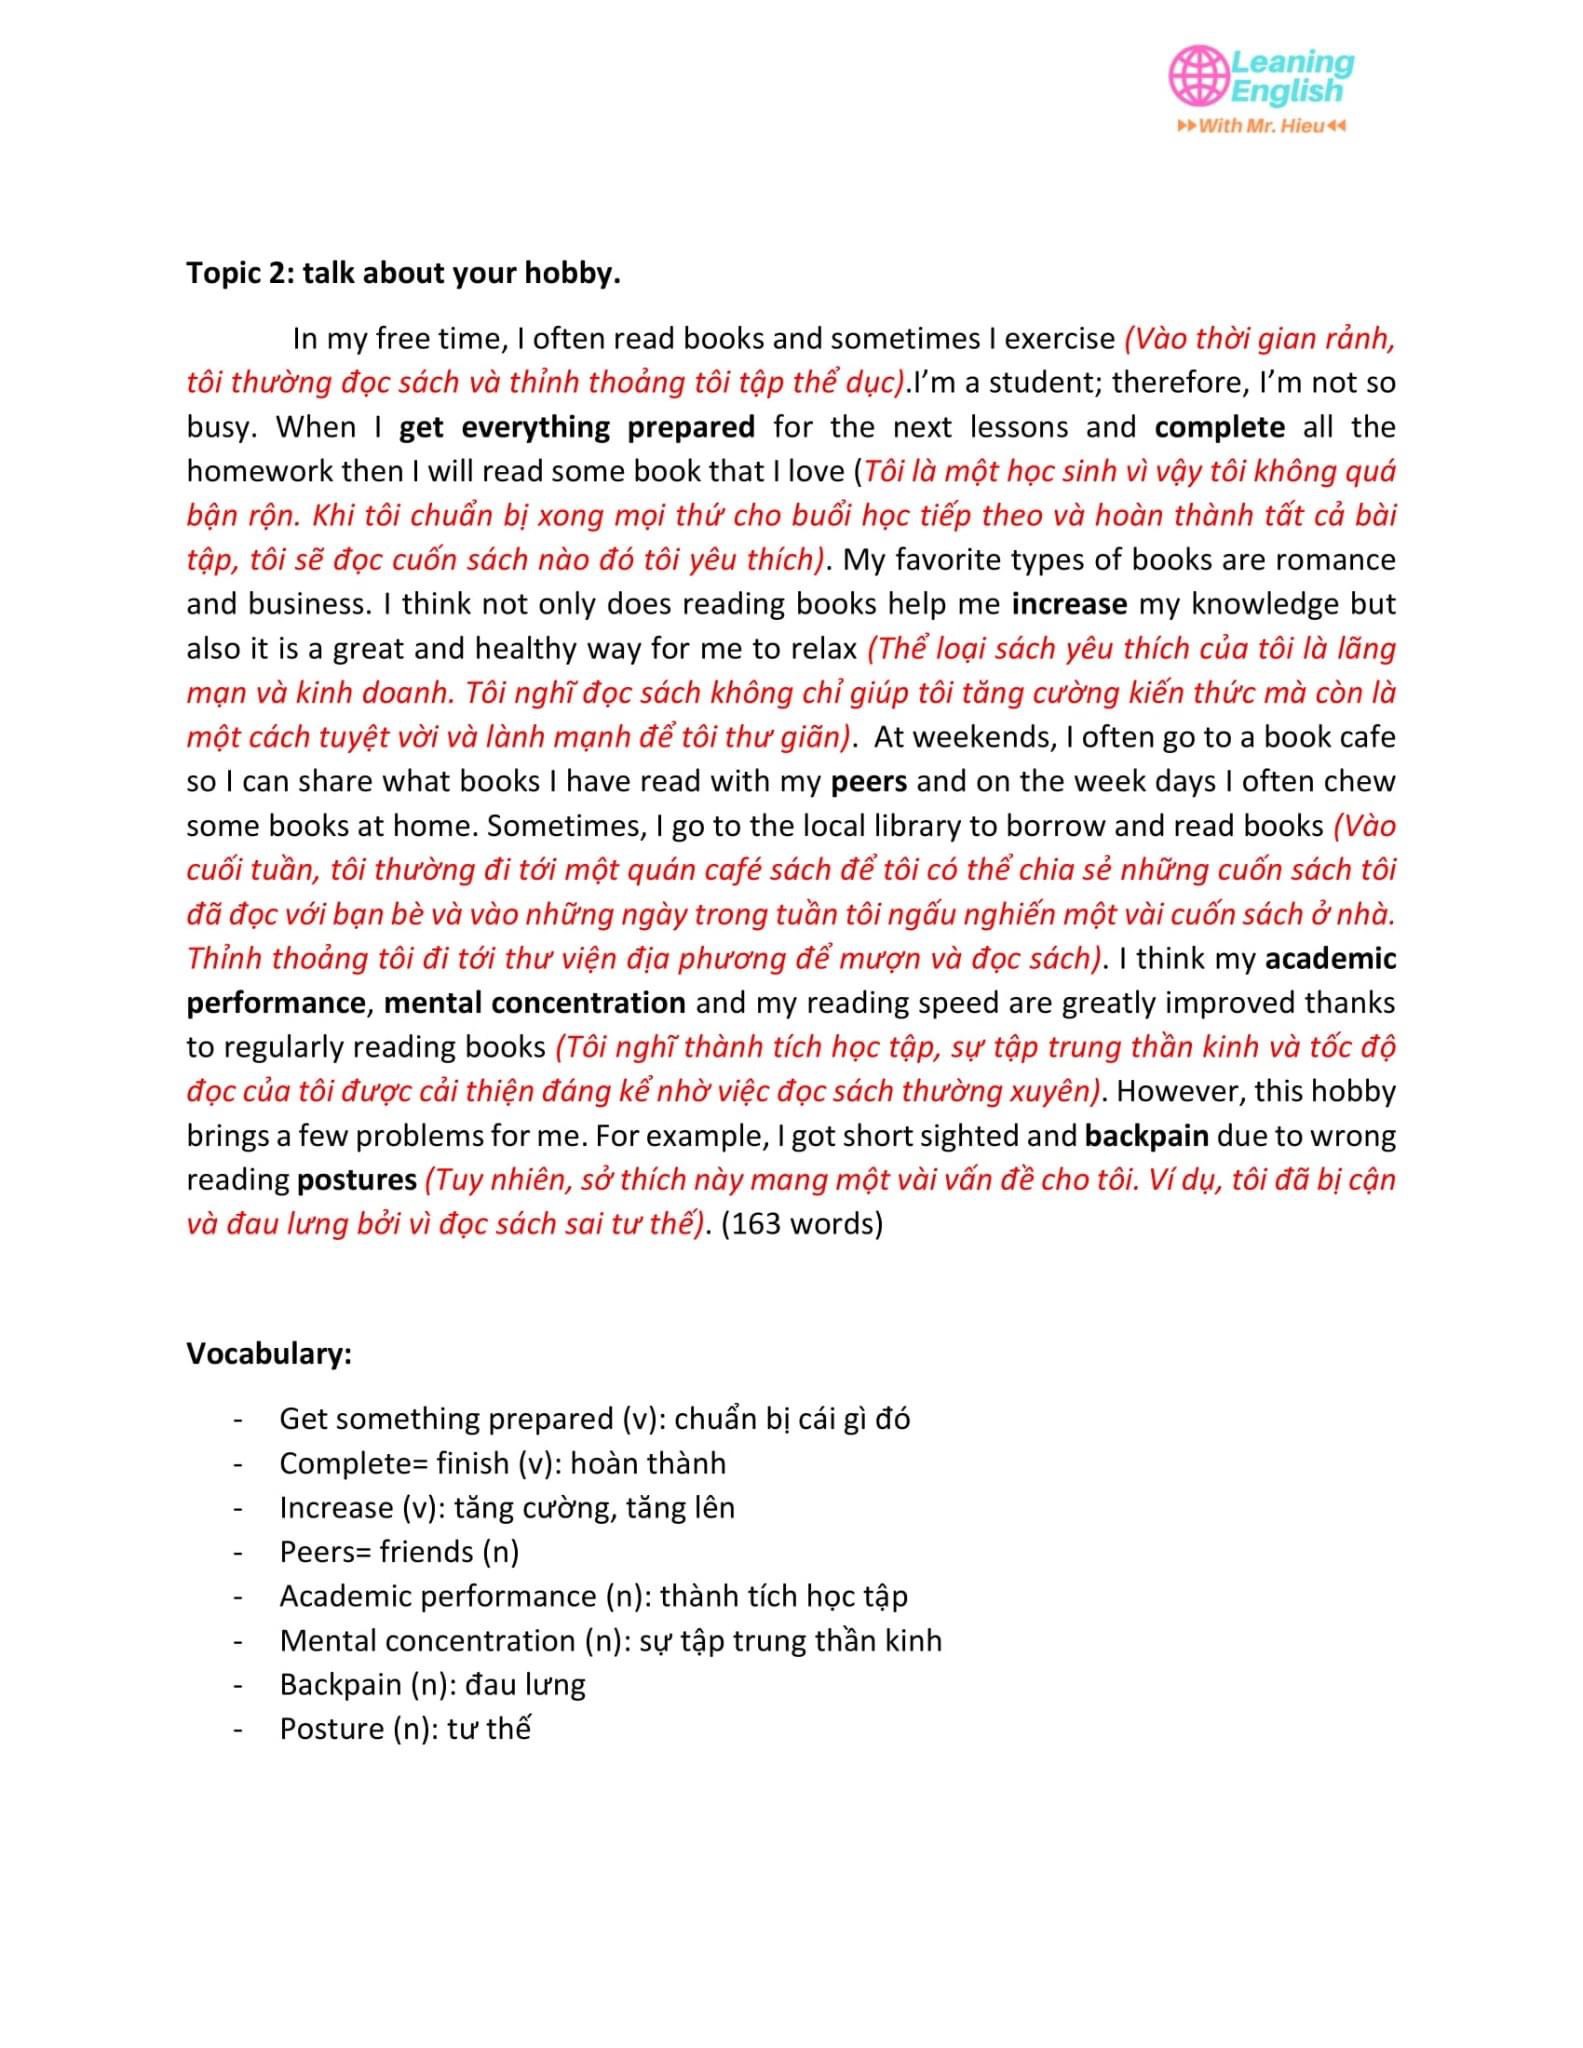 Leaning
English
With Mr. Hieu
Topic 2: talk about your hobby.
In my free time, I often read books and sometimes I exercise (Vào thời gian rảnh,
tôi thường đọc sách và thỉnh thoảng tôi tập thể dục).I’m a student; therefore, I’m not so
busy. When I get everything prepared for the next lessons and complete all the
homework then I will read some book that I love (Tôi là một học sinh vì vậy tôi không quá
bận rộn. Khi tôi chuẩn bị xong mọi thứ cho buổi học tiếp theo và hoàn thành tất cả bài
tập, tôi sẽ đọc cuốn sách nào đó tôi yêu thích). My favorite types of books are romance
and business. I think not only does reading books help me increase my knowledge but
also it is a great and healthy way for me to relax (Thể loại sách yêu thích của tôi là lãng
mạn và kinh doanh. Tôi nghĩ đọc sách không chỉ giúp tôi tăng cường kiến thức mà còn là
một cách tuyệt vời và lành mạnh để tôi thư giãn). At weekends, I often go to a book cafe
so I can share what books I have read with my peers and on the week days I often chew
some books at home. Sometimes, I go to the local library to borrow and read books (Vào
cuối tuần, tôi thường đi tới một quán café sách để tôi có thể chia sẻ những cuốn sách tôi
đã đọc với bạn bè và vào những ngày trong tuần tôi ngấu nghiến một vài cuốn sách ở nhà.
Thỉnh thoảng tôi đi tới thư viện địa phương để mượn và đọc sách). I think my academic
performance, mental concentration and my reading speed are greatly improved thanks
to regularly reading books (Tôi nghĩ thành tích học tập, sự tập trung thần kinh và tốc độ
đọc của tôi được cải thiện đáng kể nhờ việc đọc sách thường xuyên). However, this hobby
brings a few problems for me. For example, I got short sighted and backpain due to wrong
reading postures (Tuy nhiên, sở thích này mang một vài vấn đề cho tôi. Ví dụ, tôi đã bị cận
và đau lưng bởi vì đọc sách sai tư thế). (163 words)
Vocabulary:
- Get something prepared (v): chuẩn bị cái gì đó
- Complete= finish (v): hoàn thành
- Increase (v): tăng cường, tăng lên
- Peers= friends (n)
- Academic performance (n): thành tích học tập
- Mental concentration (n): sự tập trung thần kinh
- Backpain (n): đau lưng
- Posture (n): tư thế